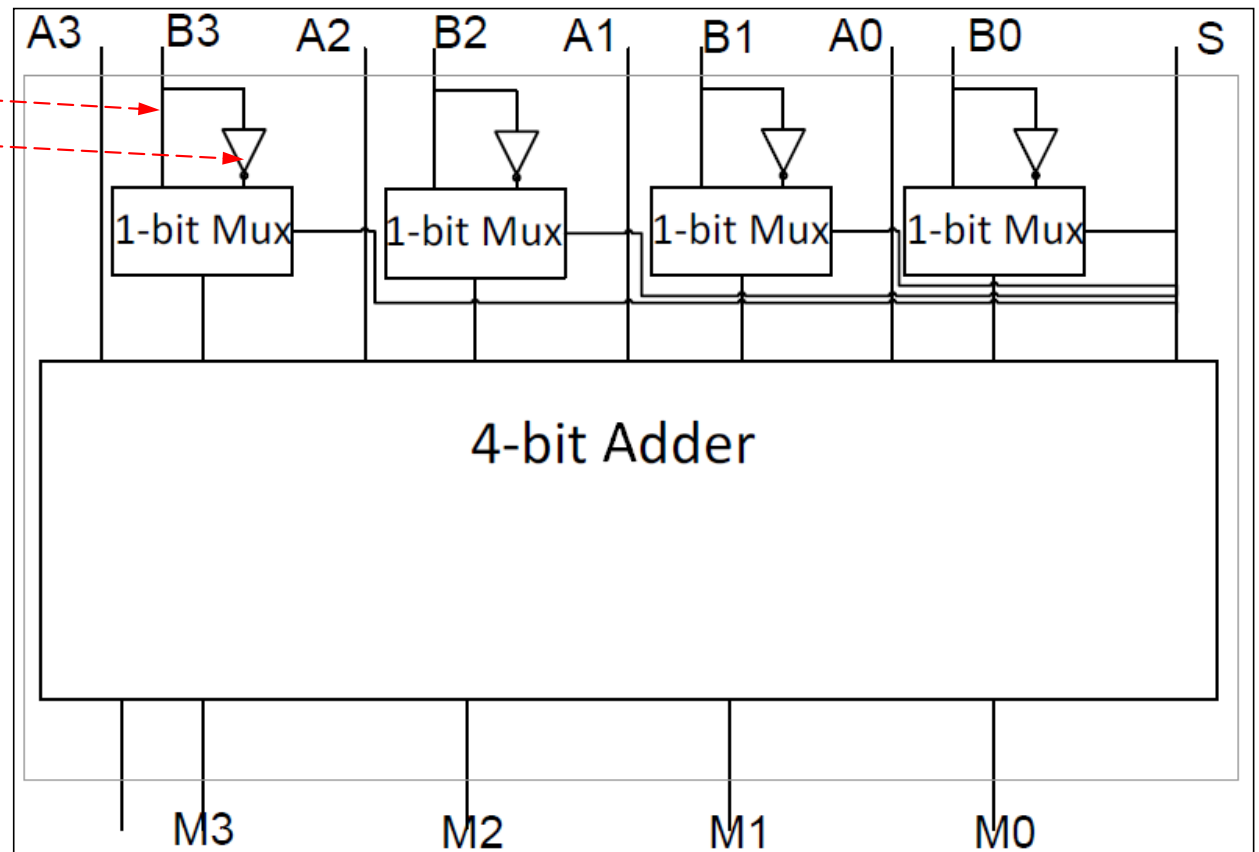 A3 B3 A2 B2 A1 B1 A0 B0 S
1-bit Mux 1-bit Mux 1-bit Mux 1-bit Mux
4-bit Adder
M3 M2 M1 M0